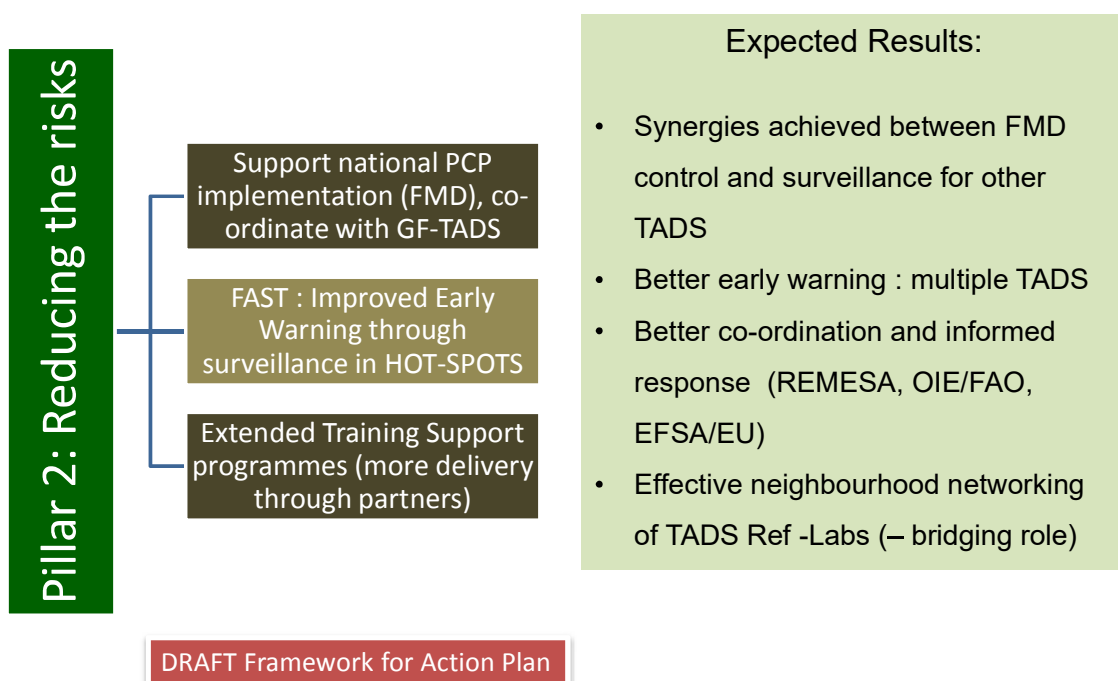 Pillar 2: Reducing the risks
Support national PCP
implementation (FMD), co-
ordinate with GF-TADS
FAST : Improved Early
Warning through
surveillance in HOT-SPOTS
Extended Training Support
programmes (more delivery
through partners)
Expected Results:
• Synergies achieved between FMD
control and surveillance for other
TADS
• Better early warning : multiple TADS
• Better co-ordination and informed
response (REMESA, OIE/FAO,
EFSA/EU)
• Effective neighbourhood networking
of TADS Ref -Labs (– bridging role)
DRAFT Framework for Action Plan